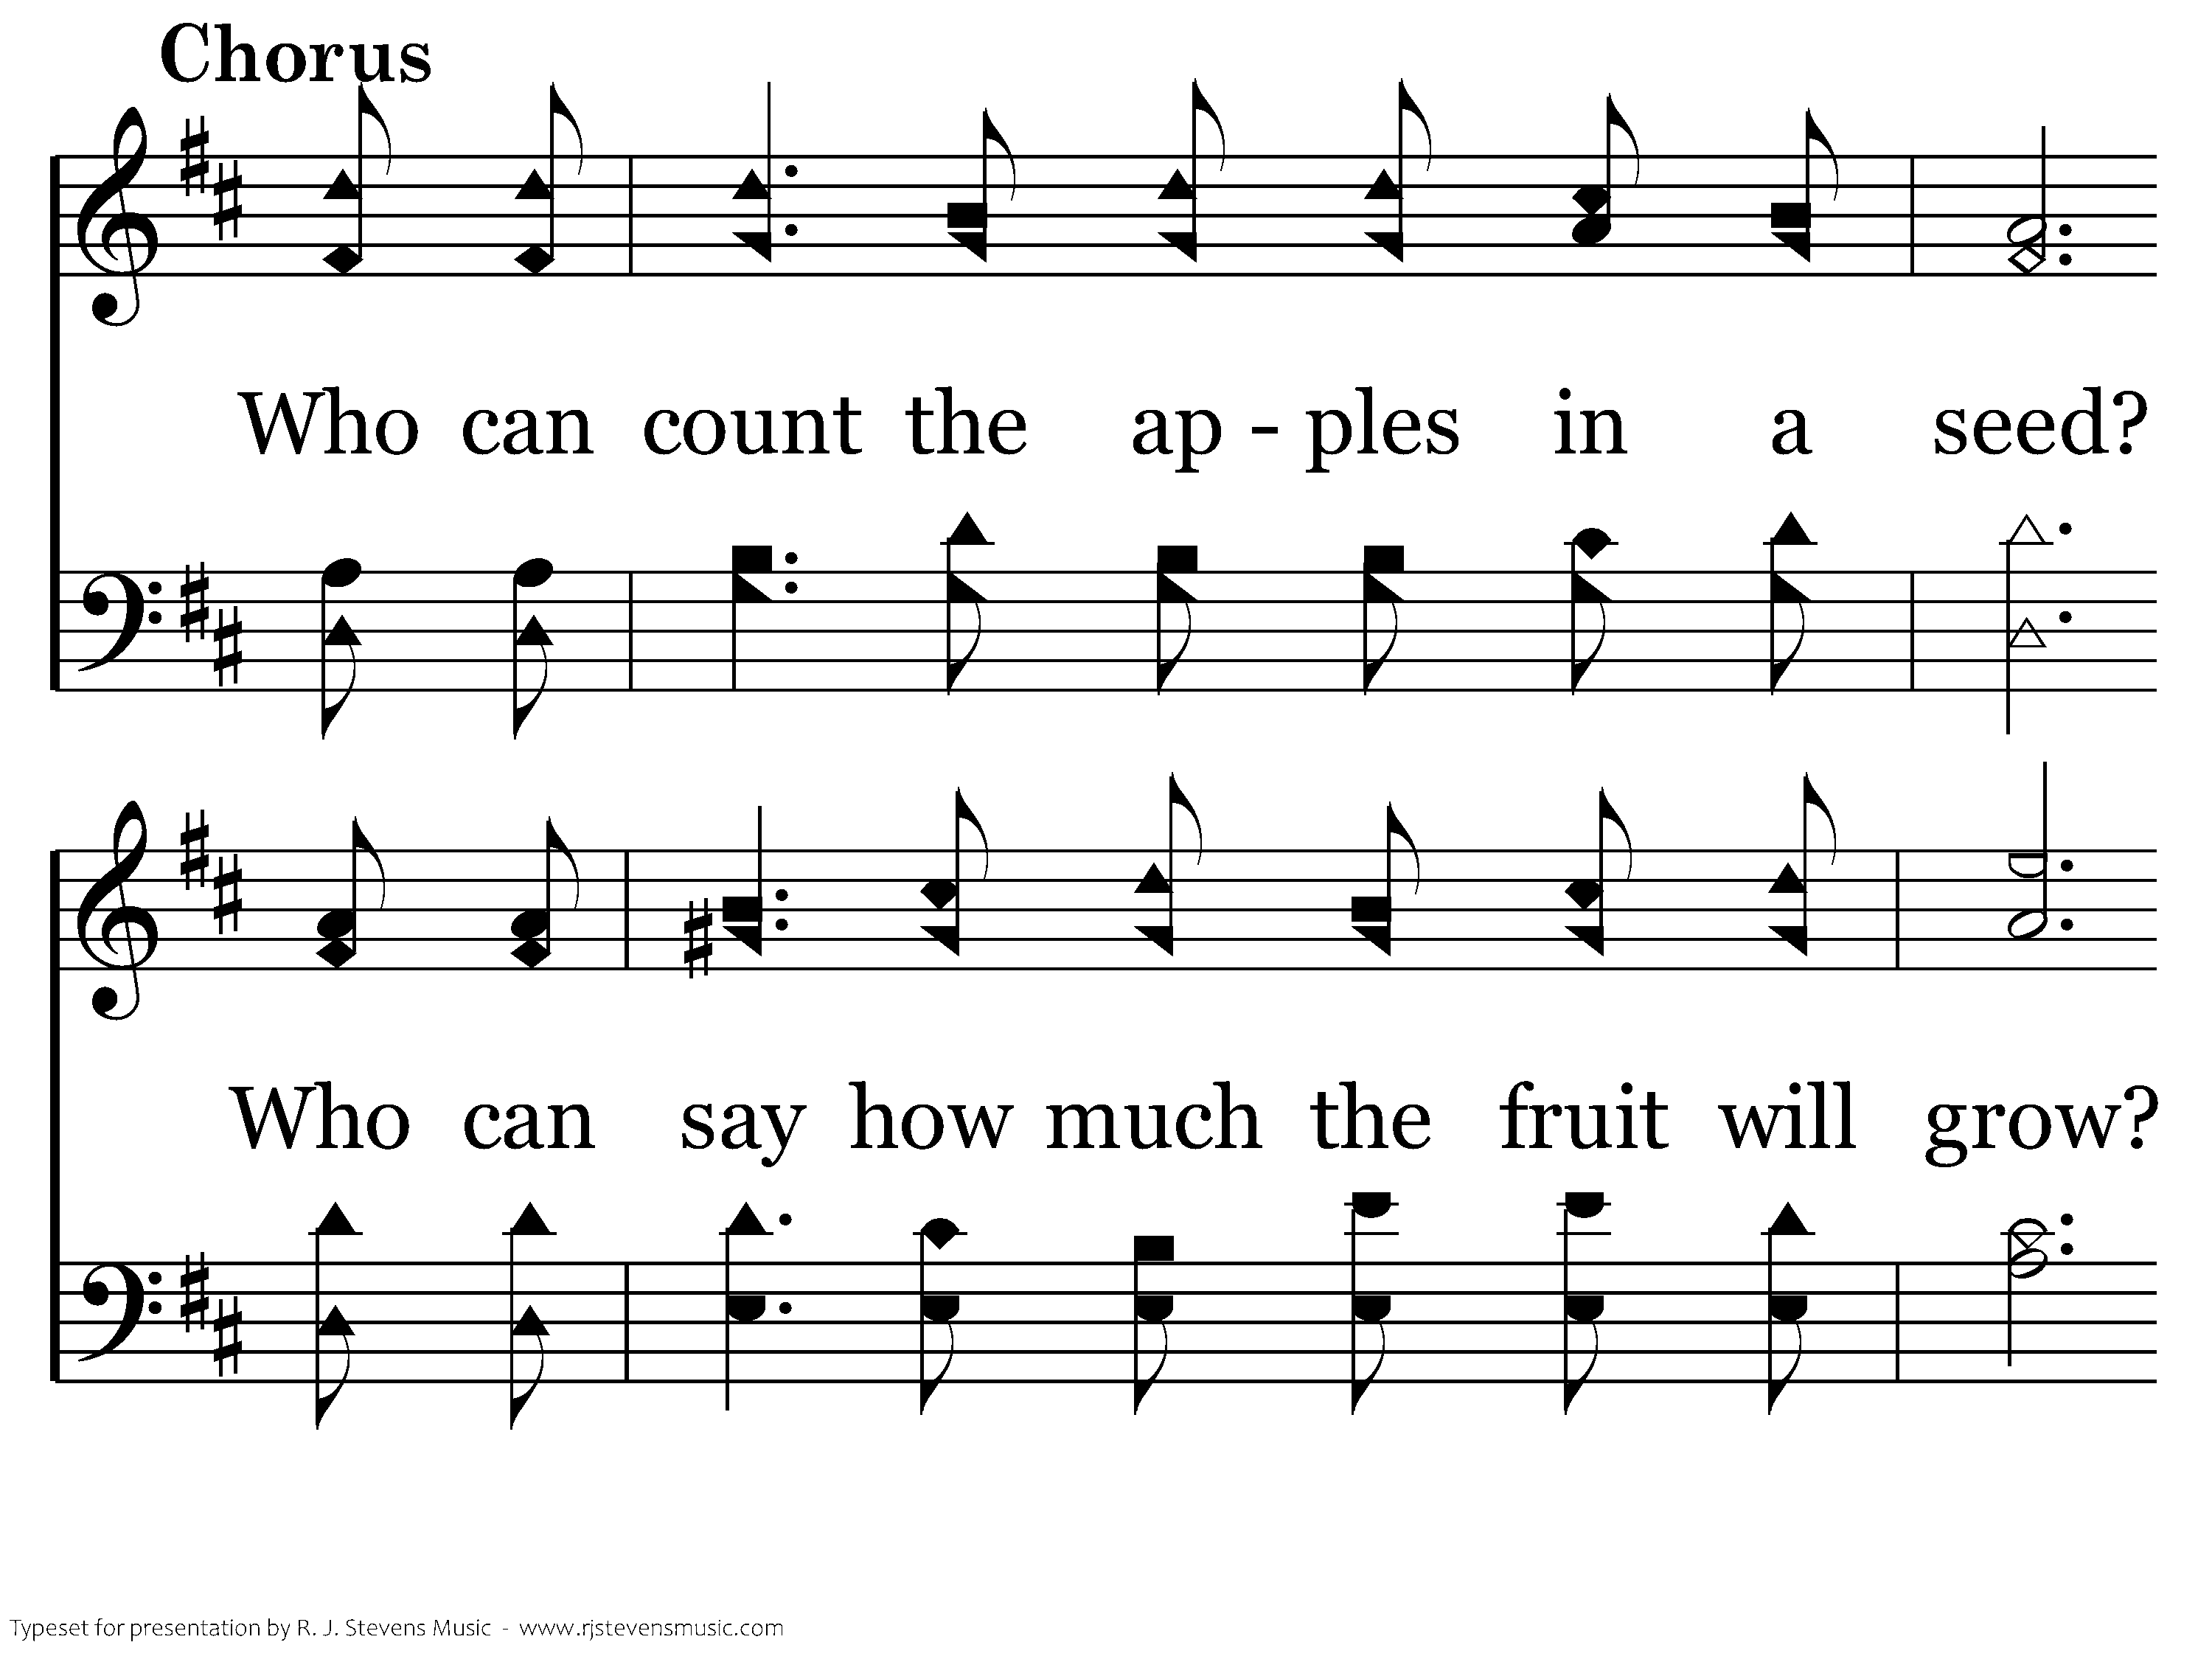 Chorus
Who can count the ap - ples in a seed?
Who can say how much the fruit will grow?
Typeset for presentation by R. J. Stevens Music - www.rjstevensmusic.com